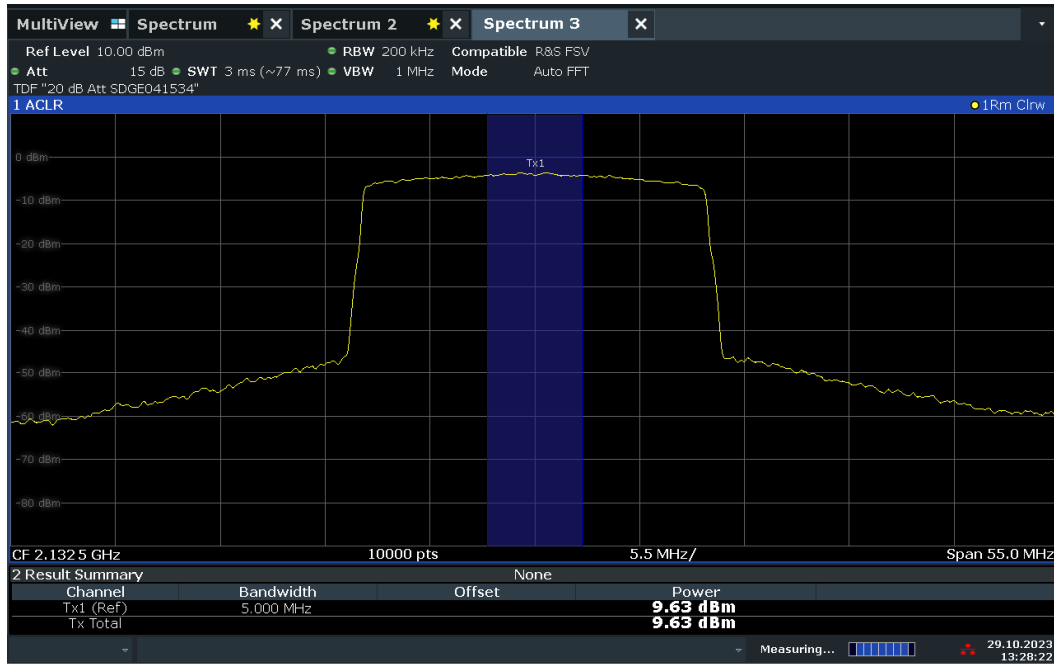 MultiView Spectrum Spectrum 2 Spectrum 3
Ref Level 10.00 dBm RBW 200 kHz Compatible R&S FSV
Att 15 dB SWT 3 ms (~77 ms) VBW 1 MHz Mode Auto FFT
TDF "20 dB Att SDGE041534"
1 ACLR 1Rm Clrw
0 dBm
Tx1
-10 dBm
-20 dBm
-30 dBm
-40 dBm
-50 dBm
-60 dBm
-70 dBm
-80 dBm
CF 2.1325 GHz 10000 pts 5.5 MHz/ Span 55.0 MHz
2 Result Summary None
Channel Bandwidth Offset Power
Tx1 (Ref) 5.000 MHz 9.63 dBm
Tx Total 9.63 dBm
Measuring... 29.10.2023
13:28:22